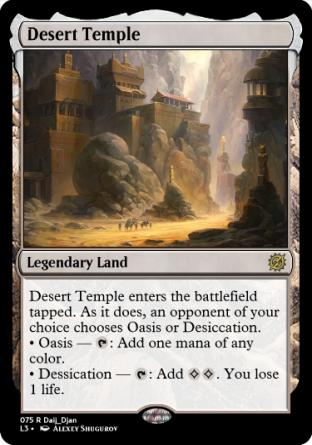 Desert Temple
Legendary Land
Desert Temple enters the battlefield
tapped. As it does, an opponent of your
choice chooses Oasis or Desiccation.
• Oasis — : Add one mana of any
color.
• Dessication — : Add . You lose
1 life.
075 R Daij_Djan
L3 • Alexey Shugurov